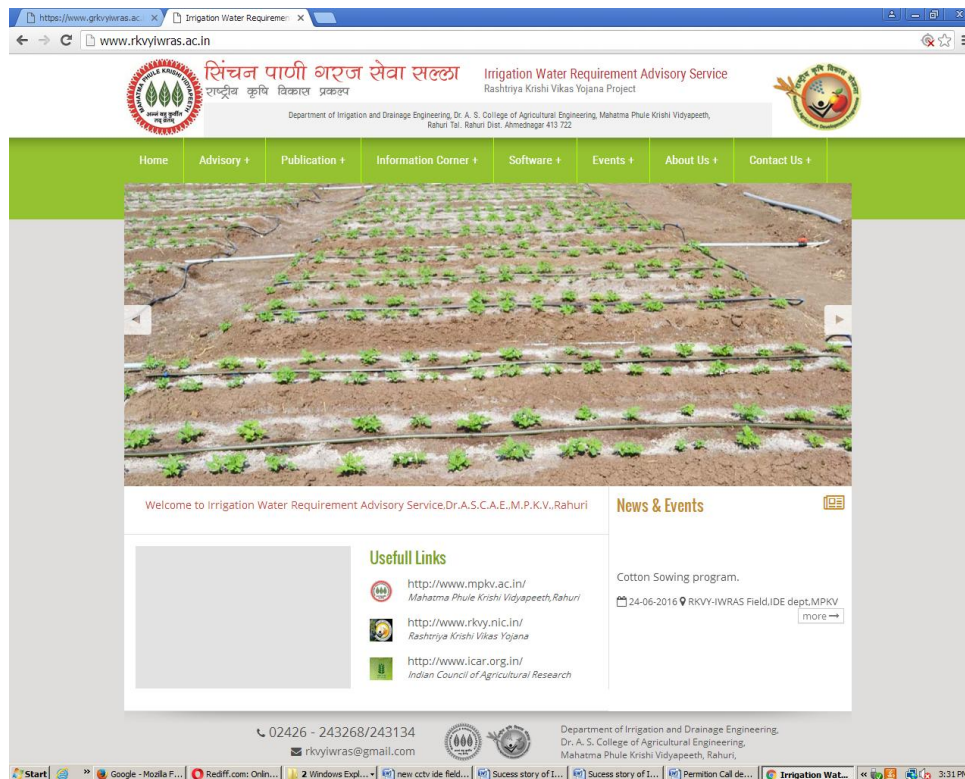 https://www.grkvyiwras.ac.
Irrigation Water Requiremen
www.rkvyiwras.ac.in
सिंचन पाणी गरज सेवा सल्ला
राष्ट्रीय कृषि विकास प्रकल्प
Irrigation Water Requirement Advisory Service
Rashtriya Krishi Vikas Yojana Project
Department of Irrigation and Drainage Engineering, Dr. A. S. College of Agricultural Engineering, Mahatma Phule Krishi Vidyapeeth,
Rahuri Tal. Rahuri Dist. Ahmednagar 413 722
Home Advisory + Publication + Information Corner + Software + Events + About Us + Contact Us +
Welcome to Irrigation Water Requirement Advisory Service,Dr.A.S.C.A.E.,M.P.K.V.,Rahuri
News & Events
Usefull Links
http://www.mpkv.ac.in/
Mahatma Phule Krishi Vidyapeeth,Rahuri
http://www.rkvy.nic.in/
Rashtriya Krishi Vikas Yojana
http://www.icar.org.in/
Indian Council of Agricultural Research
Cotton Sowing program.
24-06-2016 RKVY-IWRAS Field,IDE dept,MPKV
more
02426 - 243268/243134
rkvyiwras@gmail.com
Department of Irrigation and Drainage Engineering,
Dr. A. S. College of Agricultural Engineering,
Mahatma Phule Krishi Vidyapeeth, Rahuri,
Start » Google - Mozilla F... Rediff.com: Onlin... 2 Windows Expl... new cctv ide field... Sucess story of I... Sucess story of I... Permition Call de... Irrigation Wat... « 3:31 PM